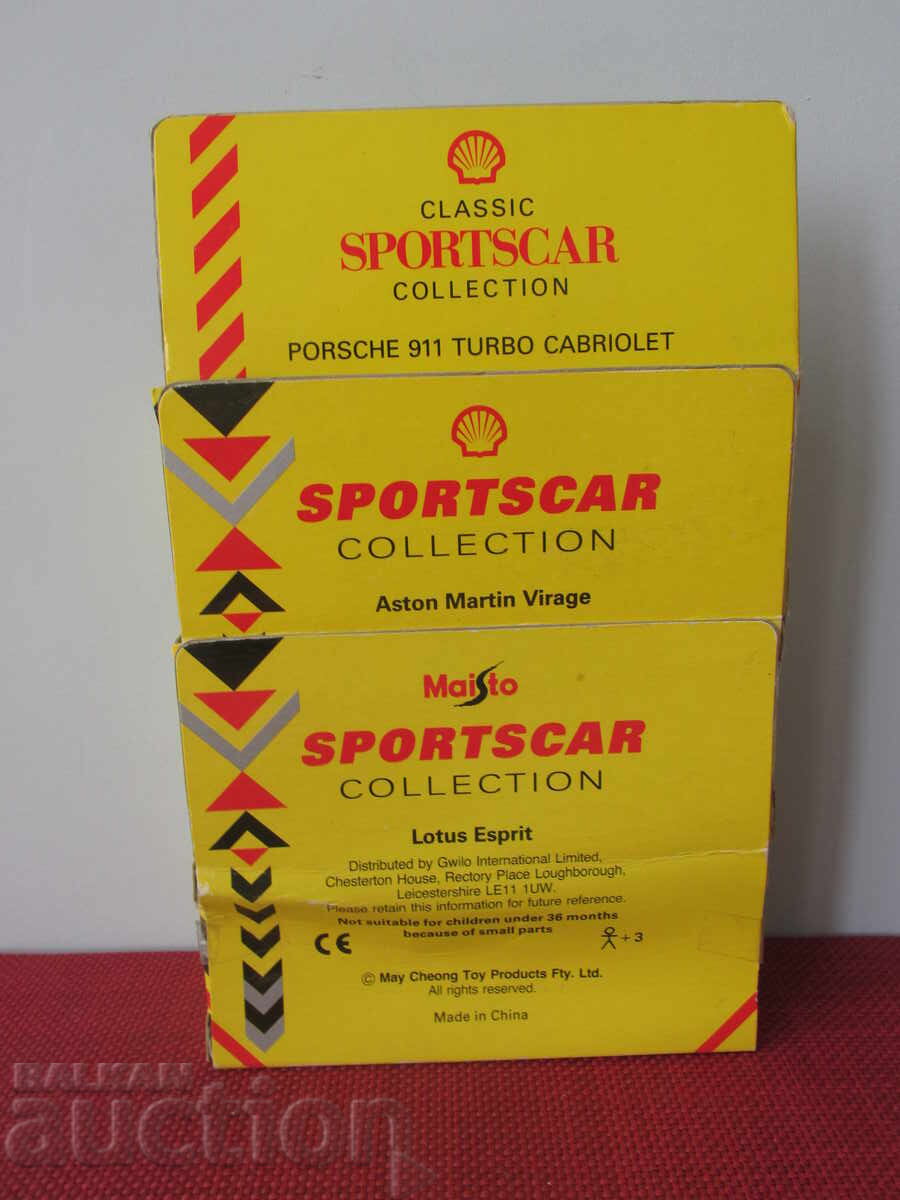 CLASSIC
SPORTSCAR
COLLECTION
PORSCHE 911 TURBO CABRIOLET
SPORTSCAR
COLLECTION
Aston Martin Virage
Maisto
SPORTSCAR
COLLECTION
Lotus Esprit
Distributed by Gwilo International Limited,
Chesterton House, Rectory Place Loughborough,
Leicestershire LE11 1UW.
Please retain this information for future reference.
Not suitable for children under 36 months
because of small parts
CE
+3
© May Cheong Toy Products Fty. Ltd.
All rights reserved.
Made in China
BALKAN
auction